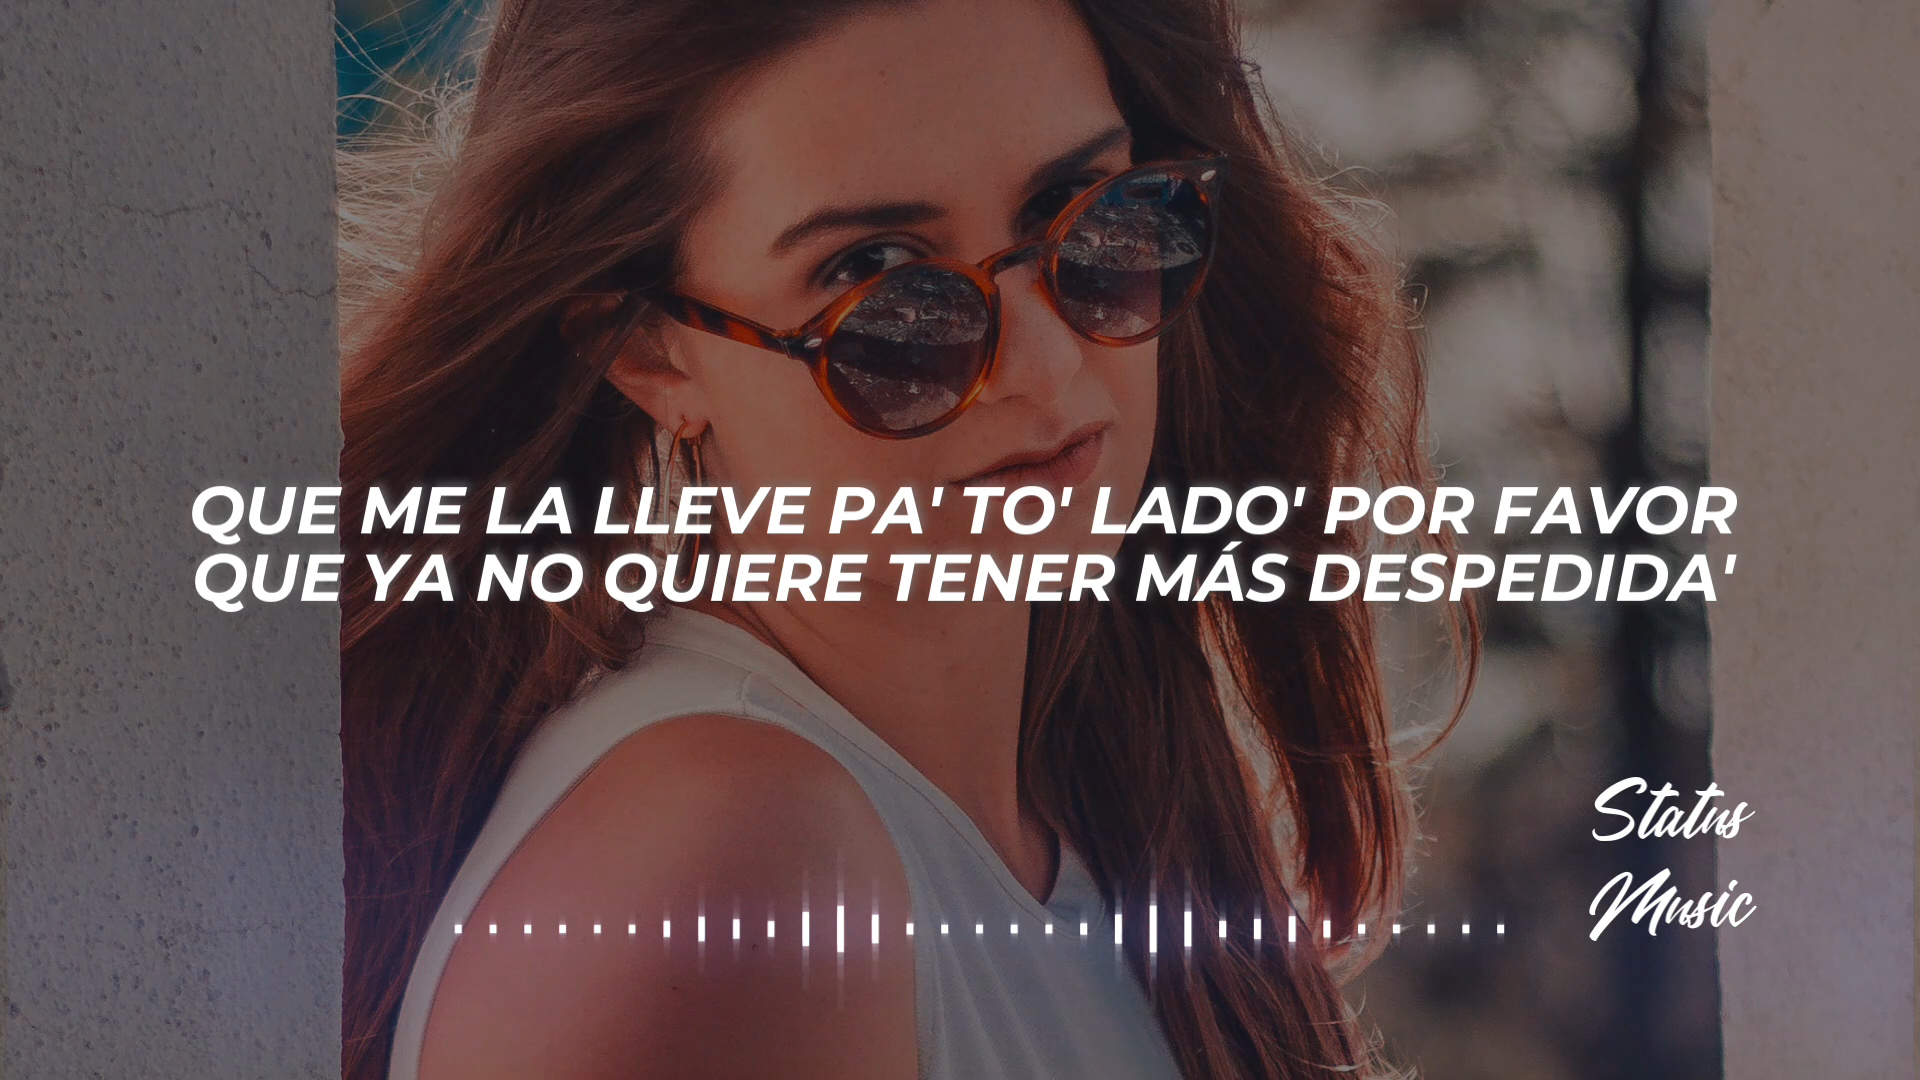 QUE ME LA LLEVE PA' TO' LADO' POR FAVOR
QUE YA NO QUIERE TENER MÁS DESPEDIDA'
Status
Music